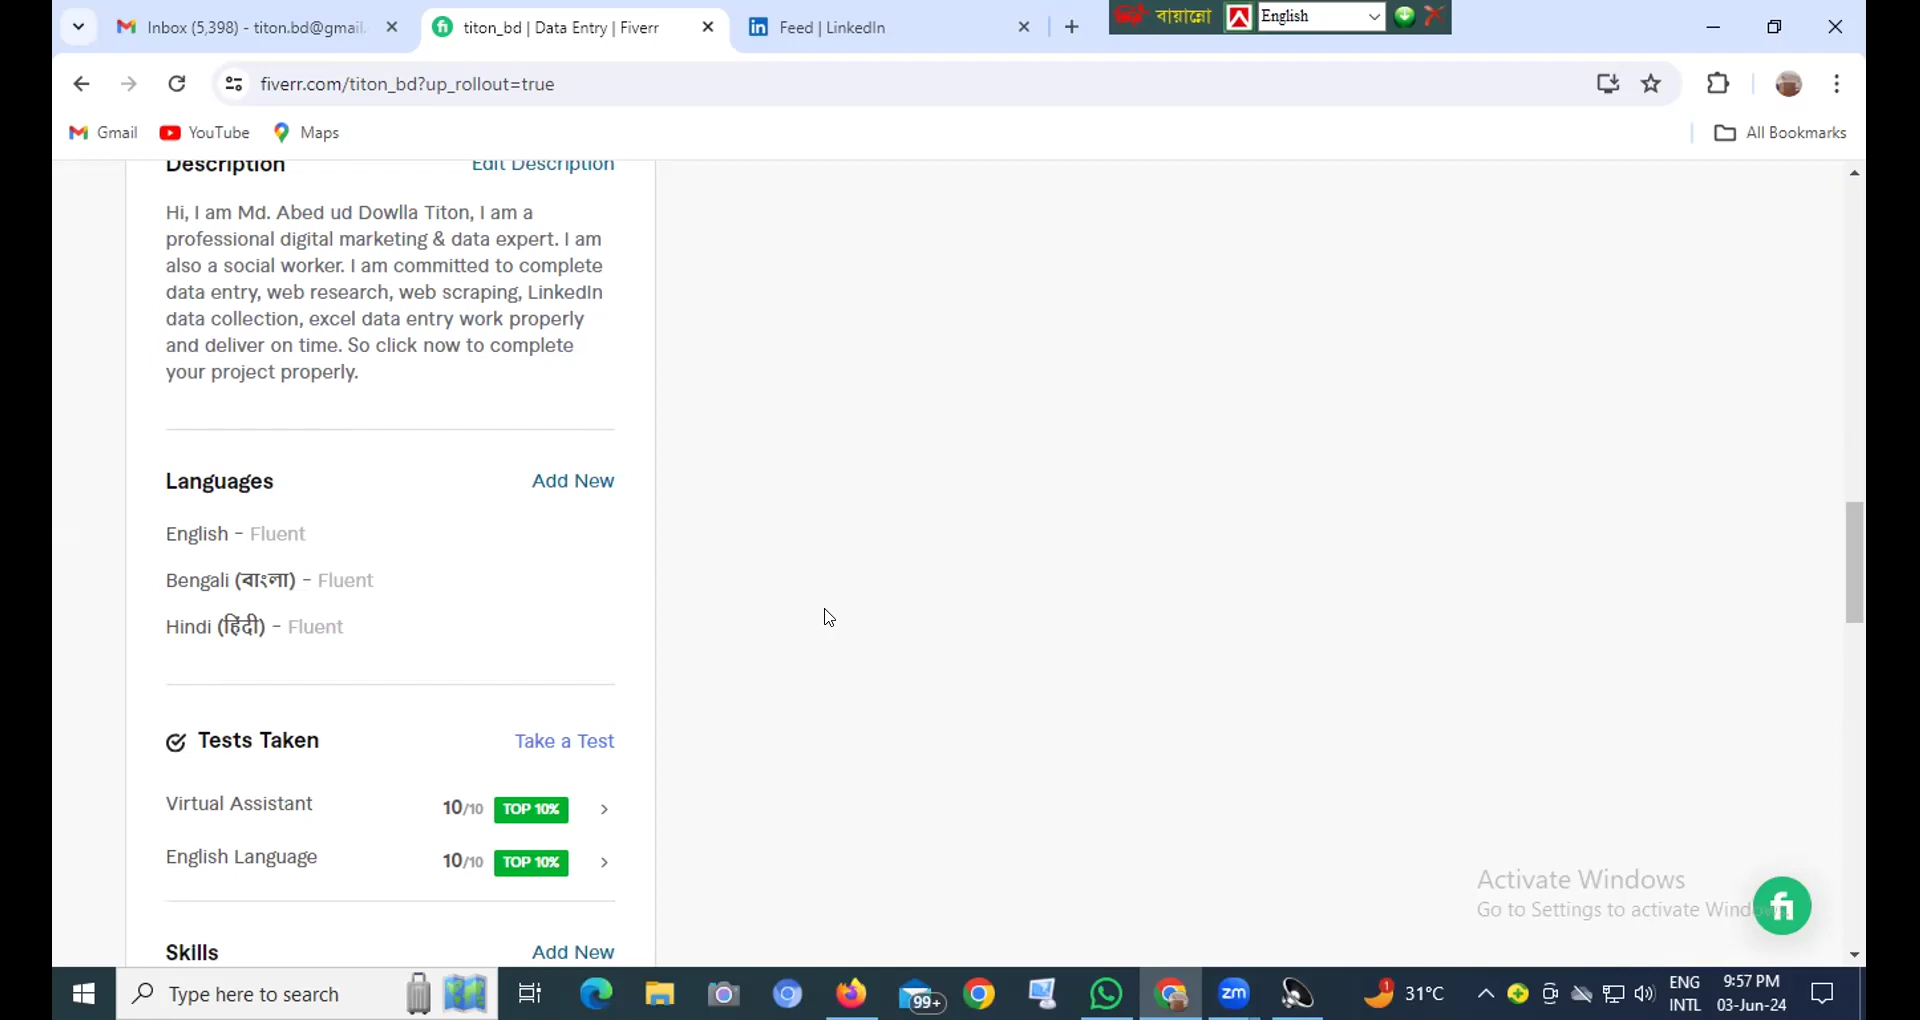 Inbox (5,398) - titon.bd@gmail.
titon_bd | Data Entry | Fiverr
Feed | LinkedIn
বায়ান্নো
English
fiverr.com/titon_bd?up_rollout=true
Gmail
YouTube
Maps
All Bookmarks
Description
Edit Description
Hi, I am Md. Abed ud Dowlla Titon, I am a
professional digital marketing & data expert. I am
also a social worker. I am committed to complete
data entry, web research, web scraping, LinkedIn
data collection, excel data entry work properly
and deliver on time. So click now to complete
your project properly.
Languages
Add New
English - Fluent
Bengali (বাংলা) - Fluent
Hindi (हिंदी) - Fluent
Tests Taken
Take a Test
Virtual Assistant 10/10 TOP 10%
English Language 10/10 TOP 10%
Skills
Add New
Activate Windows
Go to Settings to activate Windows.
fi
Type here to search
99+
zm
1
31°C
ENG
INTL
9:57 PM
03-Jun-24